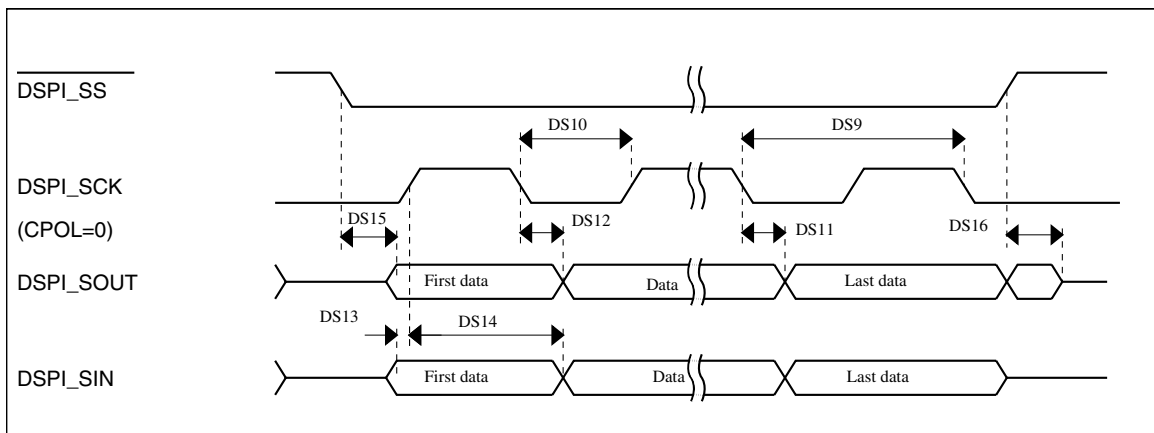 DSPI_SS
DS10
DS9
DSPI_SCK
(CPOL=0)
DS15
DS12
DS11
DS16
DSPI_SOUT
First data
Data
Last data
DS13
DS14
DSPI_SIN
First data
Data
Last data